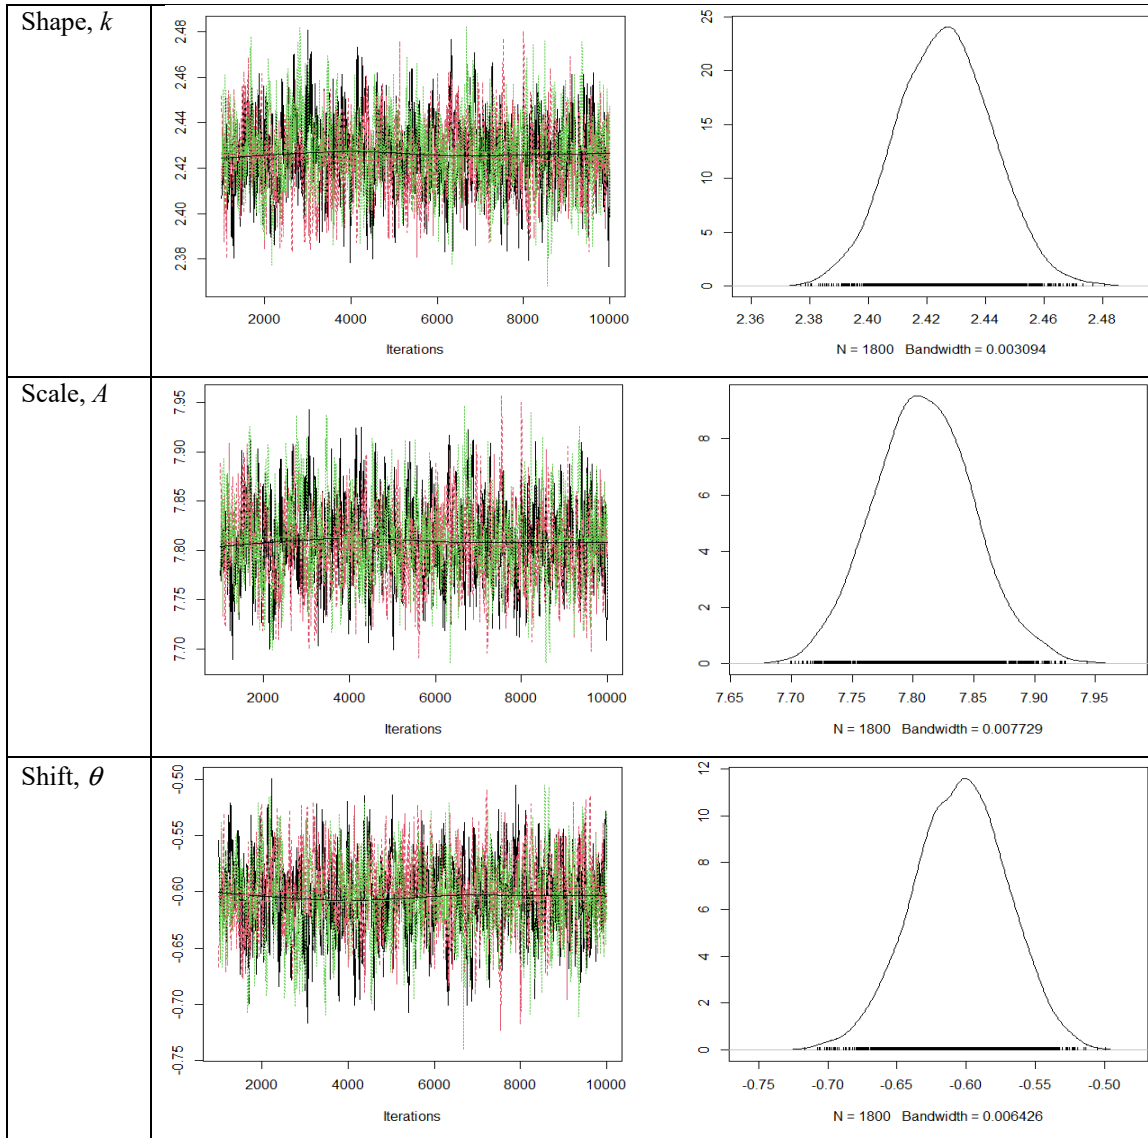 Shape, k
2.38 2.40 2.42 2.44 2.46 2.48
2000 4000 6000 8000 10000
Iterations
0 5 10 15 20 25
2.36 2.38 2.40 2.42 2.44 2.46 2.48
N = 1800 Bandwidth = 0.003094
Scale, A
7.70 7.75 7.80 7.85 7.90 7.95
2000 4000 6000 8000 10000
Iterations
0 2 4 6 8
7.65 7.70 7.75 7.80 7.85 7.90 7.95
N = 1800 Bandwidth = 0.007729
Shift, θ
-0.75 -0.70 -0.65 -0.60 -0.55 -0.50
2000 4000 6000 8000 10000
Iterations
0 2 4 6 8 10 12
-0.75 -0.70 -0.65 -0.60 -0.55 -0.50
N = 1800 Bandwidth = 0.006426